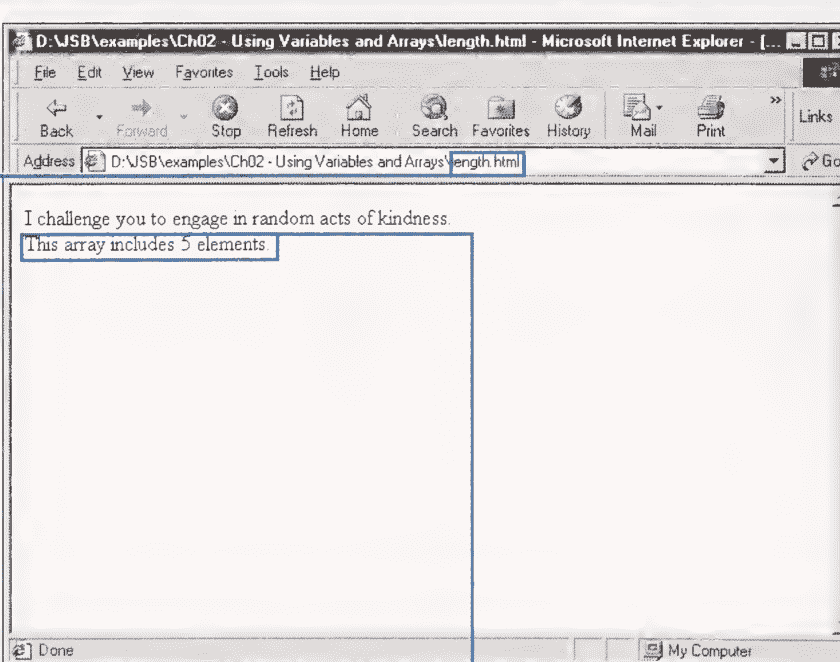 D:\JSB\examples\Ch02 - Using Variables and Arrays\length.html - Microsoft Internet Explorer - [...
File Edit View Favorites Tools Help
Back Forward Stop Refresh Home Search Favorites History Mail Print » Links
Address D:\JSB\examples\Ch02 - Using Variables and Arrays\length.html Go
I challenge you to engage in random acts of kindness.
This array includes 5 elements.
Done My Computer